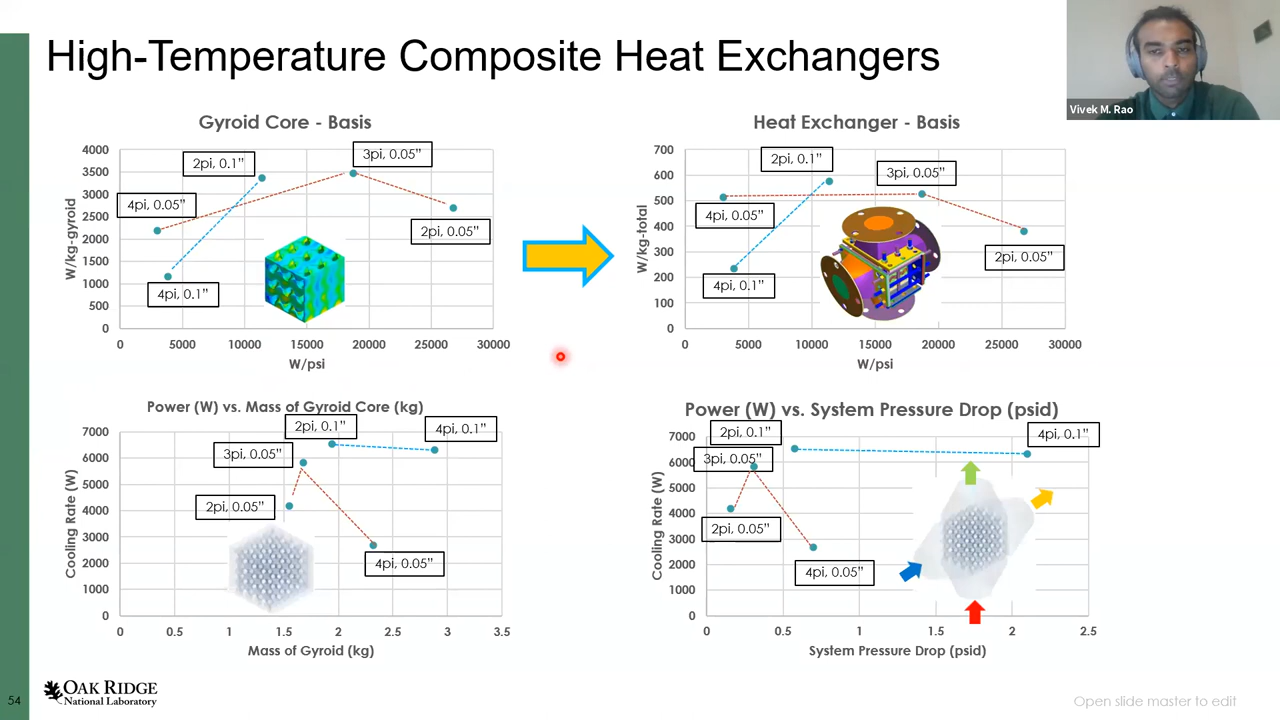 High-Temperature Composite Heat Exchangers
Vivek M. Rao
Gyroid Core - Basis
W/kg-gyroid
4000
3500
3000
2500
2000
1500
1000
500
0
2pi, 0.1"
3pi, 0.05"
4pi, 0.05"
2pi, 0.05"
4pi, 0.1"
0 5000 10000 15000 20000 25000 30000
W/psi
Heat Exchanger - Basis
W/kg-total
700
600
500
400
300
200
100
0
2pi, 0.1"
3pi, 0.05"
4pi, 0.05"
2pi, 0.05"
4pi, 0.1"
0 5000 10000 15000 20000 25000 30000
W/psi
Power (W) vs. Mass of Gyroid Core (kg)
Cooling Rate (W)
7000
6000
5000
4000
3000
2000
1000
0
2pi, 0.1"
4pi, 0.1"
3pi, 0.05"
2pi, 0.05"
4pi, 0.05"
0 0.5 1 1.5 2 2.5 3 3.5
Mass of Gyroid (kg)
Power (W) vs. System Pressure Drop (psid)
Cooling Rate (W)
7000
6000
5000
4000
3000
2000
1000
0
2pi, 0.1"
4pi, 0.1"
3pi, 0.05"
2pi, 0.05"
4pi, 0.05"
0 0.5 1 1.5 2 2.5
System Pressure Drop (psid)
54
OAK RIDGE
National Laboratory
Open slide master to edit